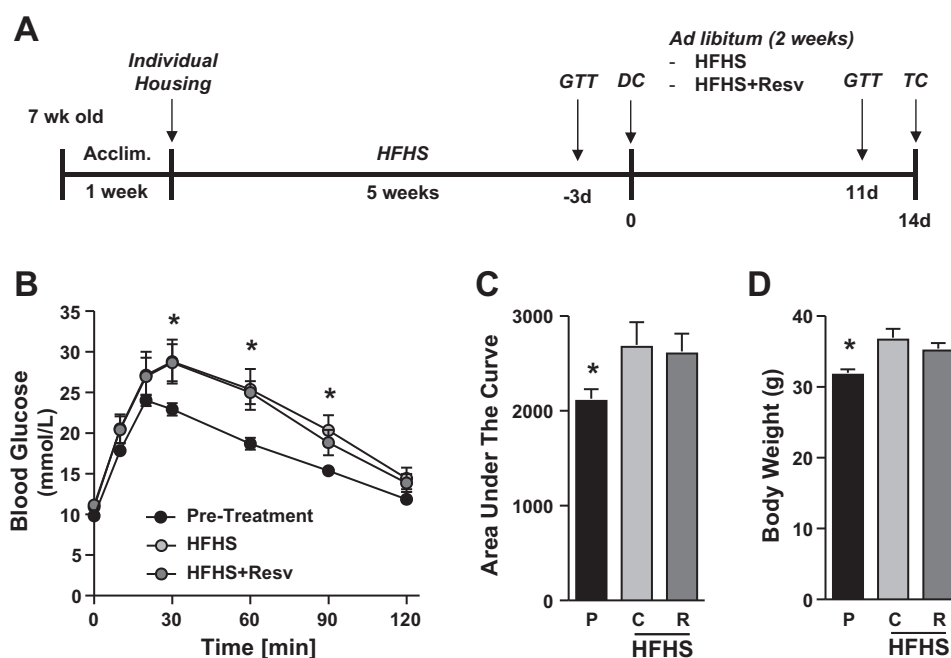 A
Individual
Housing
7 wk old
Acclim.
1 week
HFHS
5 weeks
GTT
-3d
DC
0
Ad libitum (2 weeks)
- HFHS
- HFHS+Resv
GTT
11d
TC
14d
B
Blood Glucose
(mmol/L)
35
30
25
20
15
10
5
0
* * *
Pre-Treatment
HFHS
HFHS+Resv
0 30 60 90 120
Time [min]
C
Area Under The Curve
3000
2000
1000
0
*
P C R
HFHS
D
Body Weight (g)
40
30
20
10
0
*
P C R
HFHS